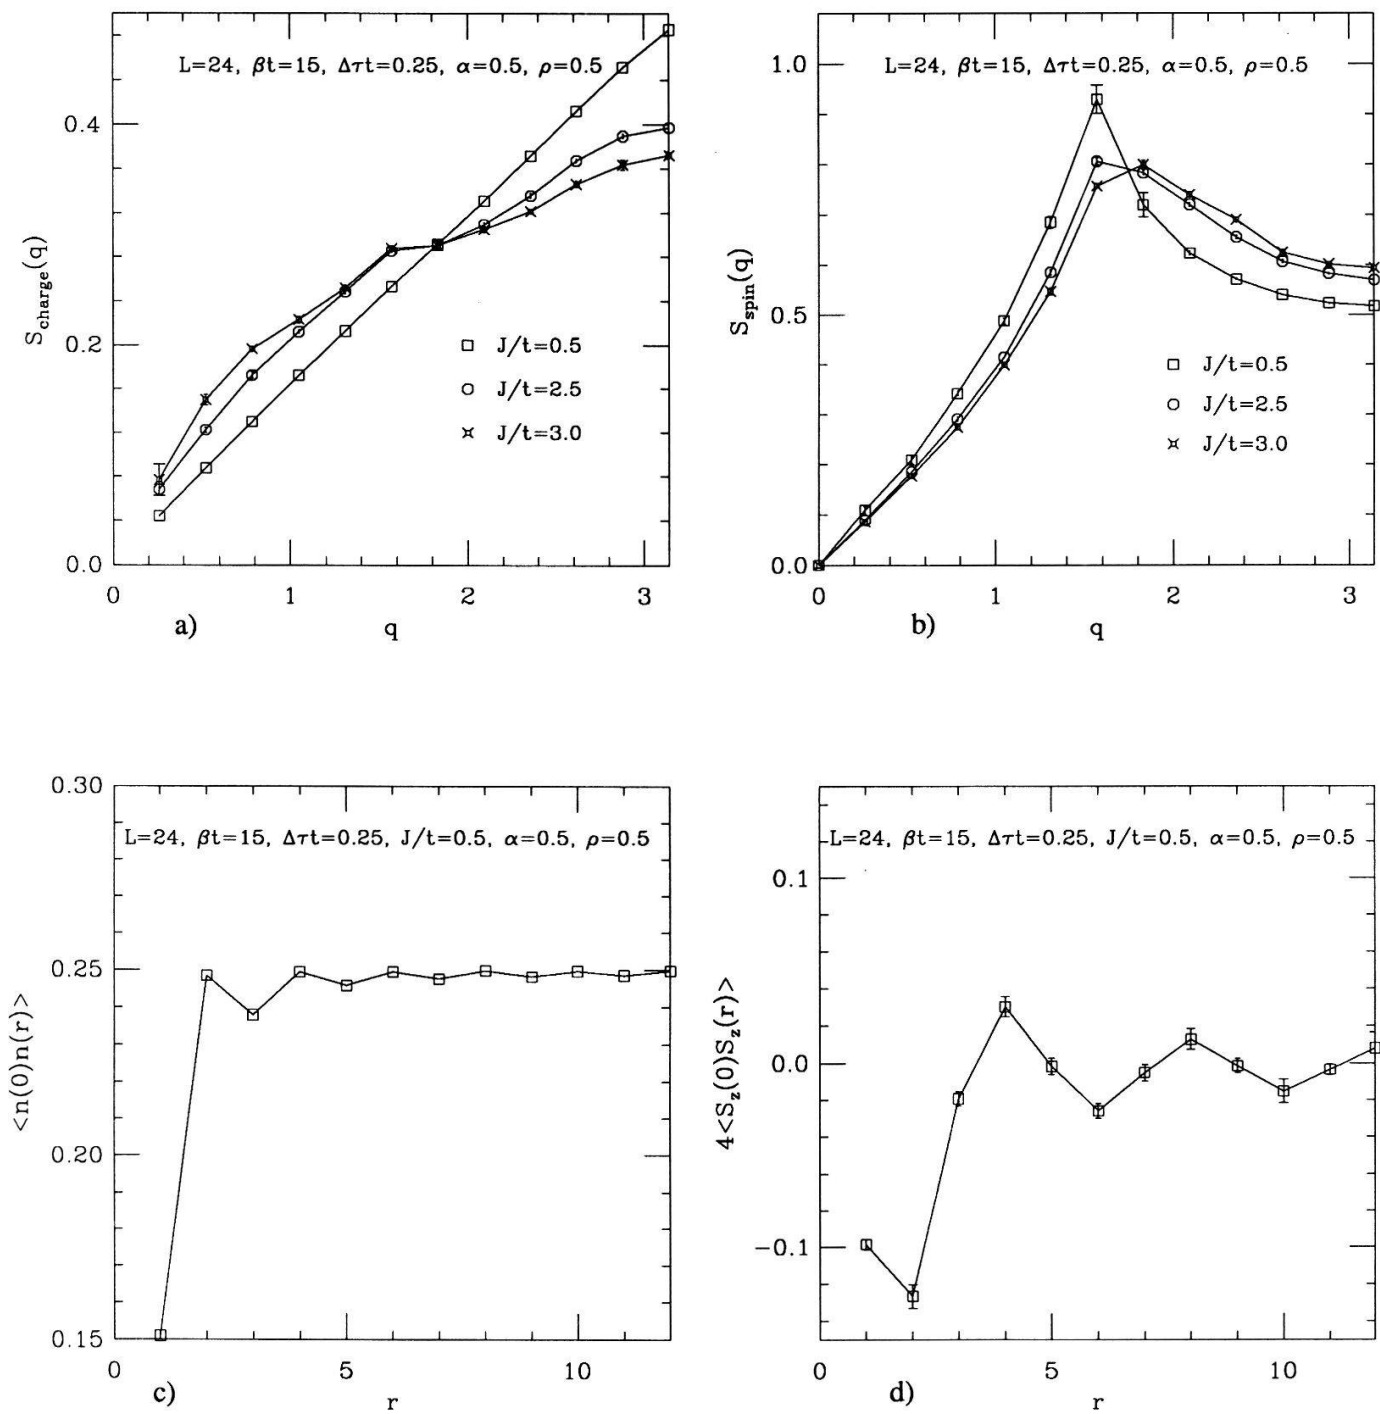 L=24, βt=15, Δτt=0.25, α=0.5, ρ=0.5
0.4
0.2
0.0
S_charge(q)
J/t=0.5
J/t=2.5
J/t=3.0
0 1 2 3
a) q
L=24, βt=15, Δτt=0.25, α=0.5, ρ=0.5
1.0
0.5
0.0
S_spin(q)
J/t=0.5
J/t=2.5
J/t=3.0
0 1 2 3
b) q
0.30
L=24, βt=15, Δτt=0.25, J/t=0.5, α=0.5, ρ=0.5
0.25
0.20
0.15
<n(0)n(r)>
0 5 10
c) r
L=24, βt=15, Δτt=0.25, J/t=0.5, α=0.5, ρ=0.5
0.1
0.0
−0.1
4<S_z(0)S_z(r)>
0 5 10
d) r